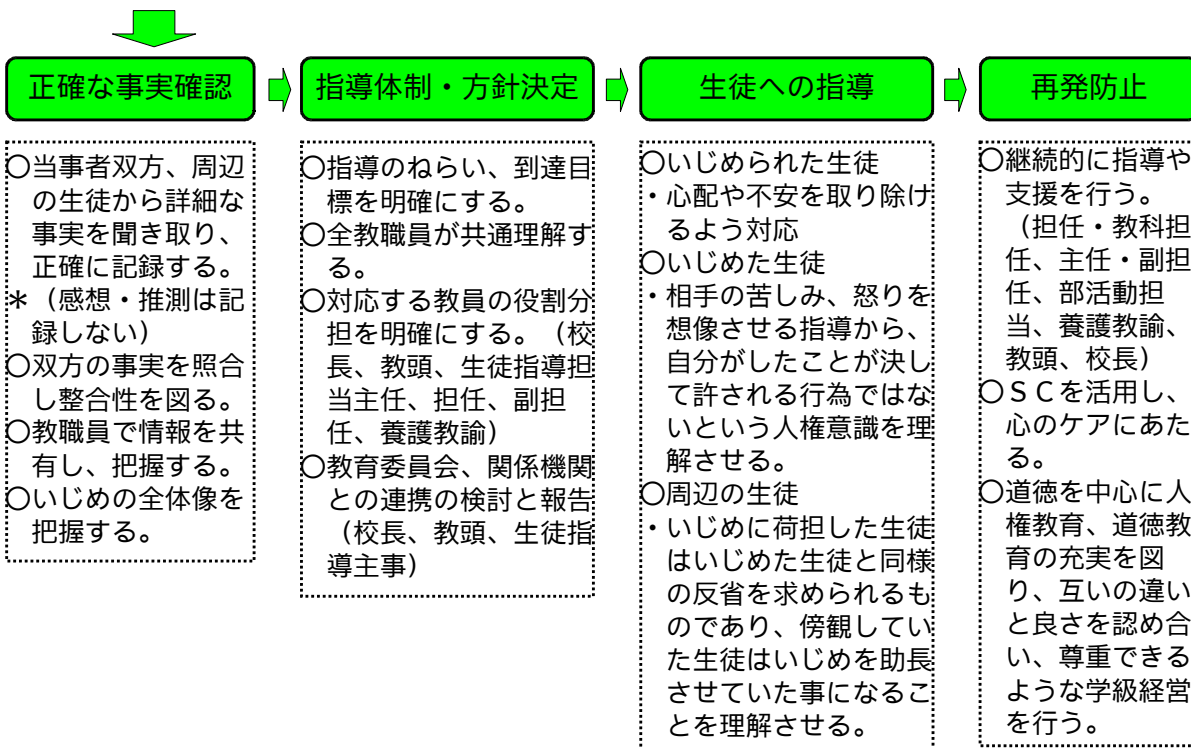 正確な事実確認
指導体制・方針決定
生徒への指導
再発防止
〇当事者双方、周辺
の生徒から詳細な
事実を聞き取り、
正確に記録する。
＊（感想・推測は記
録しない）
〇双方の事実を照合
し整合性を図る。
〇教職員で情報を共
有し、把握する。
〇いじめの全体像を
把握する。
〇指導のねらい、到達目
標を明確にする。
〇全教職員が共通理解す
る。
〇対応する教員の役割分
担を明確にする。（校
長、教頭、生徒指導担
当主任、担任、副担
任、養護教諭）
〇教育委員会、関係機関
との連携の検討と報告
（校長、教頭、生徒指
導主事）
〇いじめられた生徒
・心配や不安を取り除け
るよう対応
〇いじめた生徒
・相手の苦しみ、怒りを
想像させる指導から、
自分がしたことが決し
て許される行為ではな
いという人権意識を理
解させる。
〇周辺の生徒
・いじめに荷担した生徒
はいじめた生徒と同様
の反省を求められるも
のであり、傍観してい
た生徒はいじめを助長
させていた事になるこ
とを理解させる。
〇継続的に指導や
支援を行う。
（担任・教科担
任、主任・副担
任、部活動担
当、養護教諭、
教頭、校長）
〇ＳＣを活用し、
心のケアにあた
る。
〇道徳を中心に人
権教育、道徳教
育の充実を図
り、互いの違い
と良さを認め合
い、尊重できる
ような学級経営
を行う。